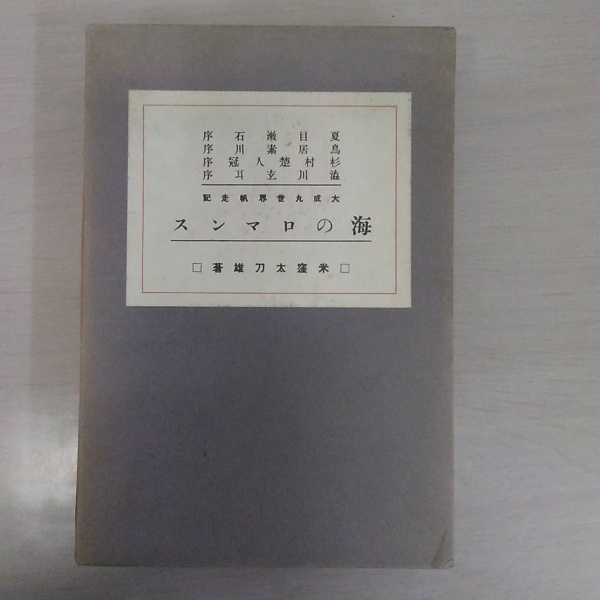 夏目漱石序
鳥居素川序
杉村楚人冠序
澁川玄耳序
大成丸世界帆走記
海のロマンス
□米窪太刀雄著□